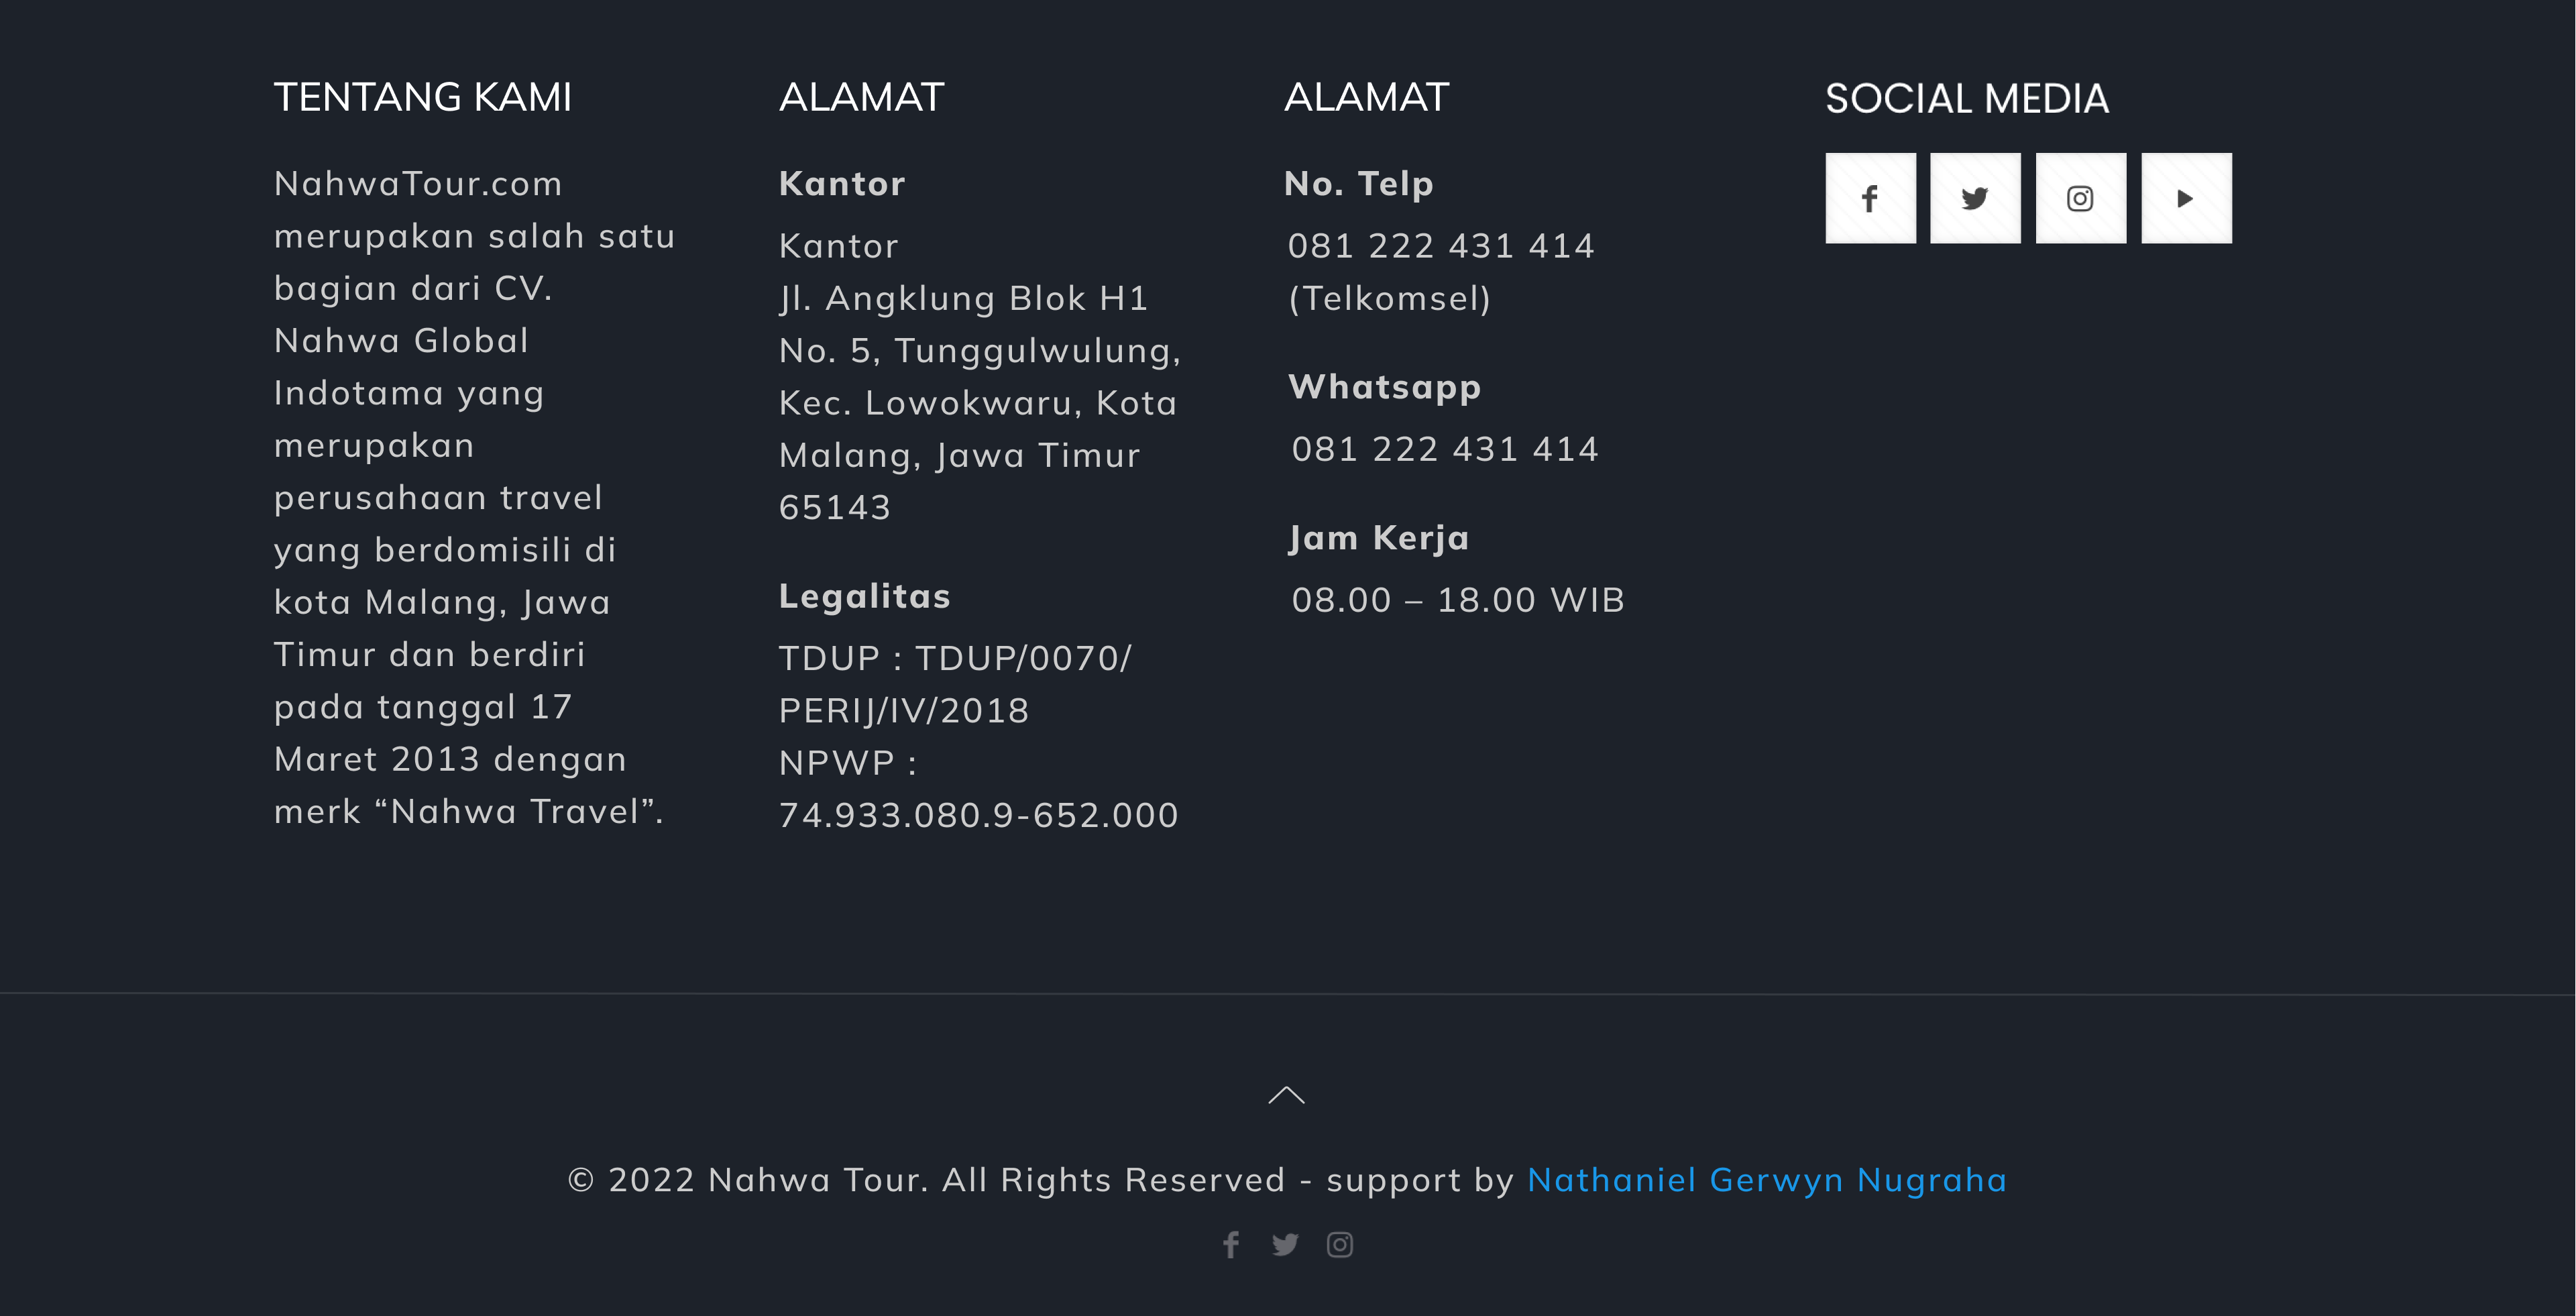 TENTANG KAMI
NahwaTour.com
merupakan salah satu
bagian dari CV.
Nahwa Global
Indotama yang
merupakan
perusahaan travel
yang berdomisili di
kota Malang, Jawa
Timur dan berdiri
pada tanggal 17
Maret 2013 dengan
merk “Nahwa Travel”.
ALAMAT
Kantor
Kantor
Jl. Angklung Blok H1
No. 5, Tunggulwulung,
Kec. Lowokwaru, Kota
Malang, Jawa Timur
65143
Legalitas
TDUP : TDUP/0070/
PERIJ/IV/2018
NPWP :
74.933.080.9-652.000
ALAMAT
No. Telp
081 222 431 414
(Telkomsel)
Whatsapp
081 222 431 414
Jam Kerja
08.00 – 18.00 WIB
SOCIAL MEDIA
© 2022 Nahwa Tour. All Rights Reserved - support by Nathaniel Gerwyn Nugraha